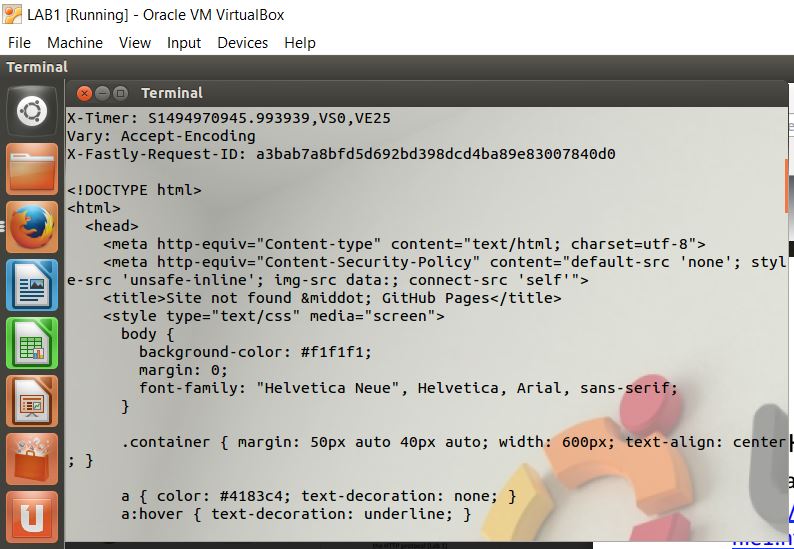 LAB1 [Running] - Oracle VM VirtualBox
File Machine View Input Devices Help
Terminal
Terminal
X-Timer: S1494970945.993939,VS0,VE25
Vary: Accept-Encoding
X-Fastly-Request-ID: a3bab7a8bfd5d692bd398dcd4ba89e83007840d0
<!DOCTYPE html>
<html>
<head>
<meta http-equiv="Content-type" content="text/html; charset=utf-8">
<meta http-equiv="Content-Security-Policy" content="default-src 'none'; styl
e-src 'unsafe-inline'; img-src data:; connect-src 'self'">
<title>Site not found &middot; GitHub Pages</title>
<style type="text/css" media="screen">
body {
background-color: #f1f1f1;
margin: 0;
font-family: "Helvetica Neue", Helvetica, Arial, sans-serif;
}
.container { margin: 50px auto 40px auto; width: 600px; text-align: center
; }
a { color: #4183c4; text-decoration: none; }
a:hover { text-decoration: underline; }